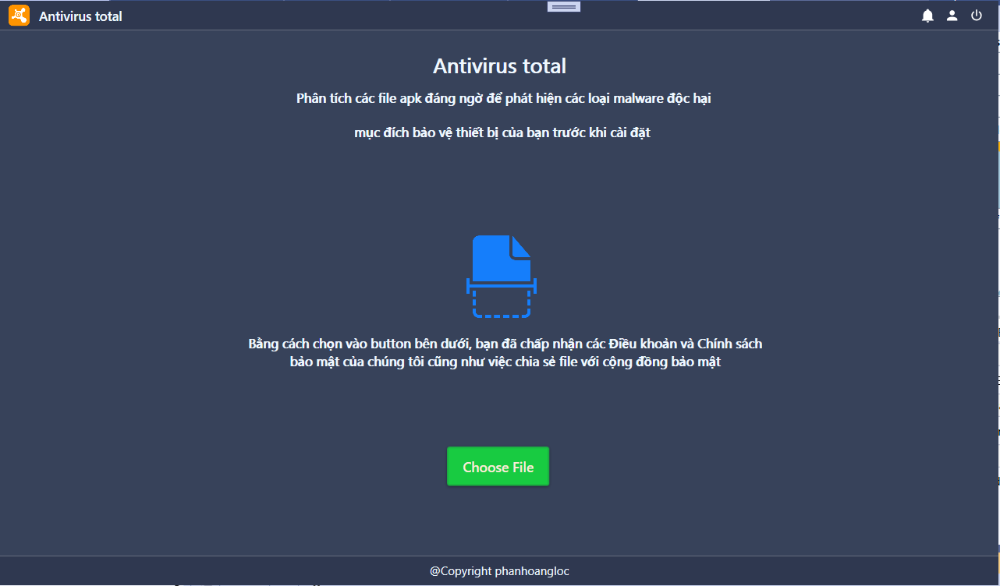 Antivirus total
Antivirus total
Phân tích các file apk đáng ngờ để phát hiện các loại malware độc hại
mục đích bảo vệ thiết bị của bạn trước khi cài đặt
Bằng cách chọn vào button bên dưới, bạn đã chấp nhận các Điều khoản và Chính sách
bảo mật của chúng tôi cũng như việc chia sẻ file với cộng đồng bảo mật
Choose File
@Copyright phanhoangloc